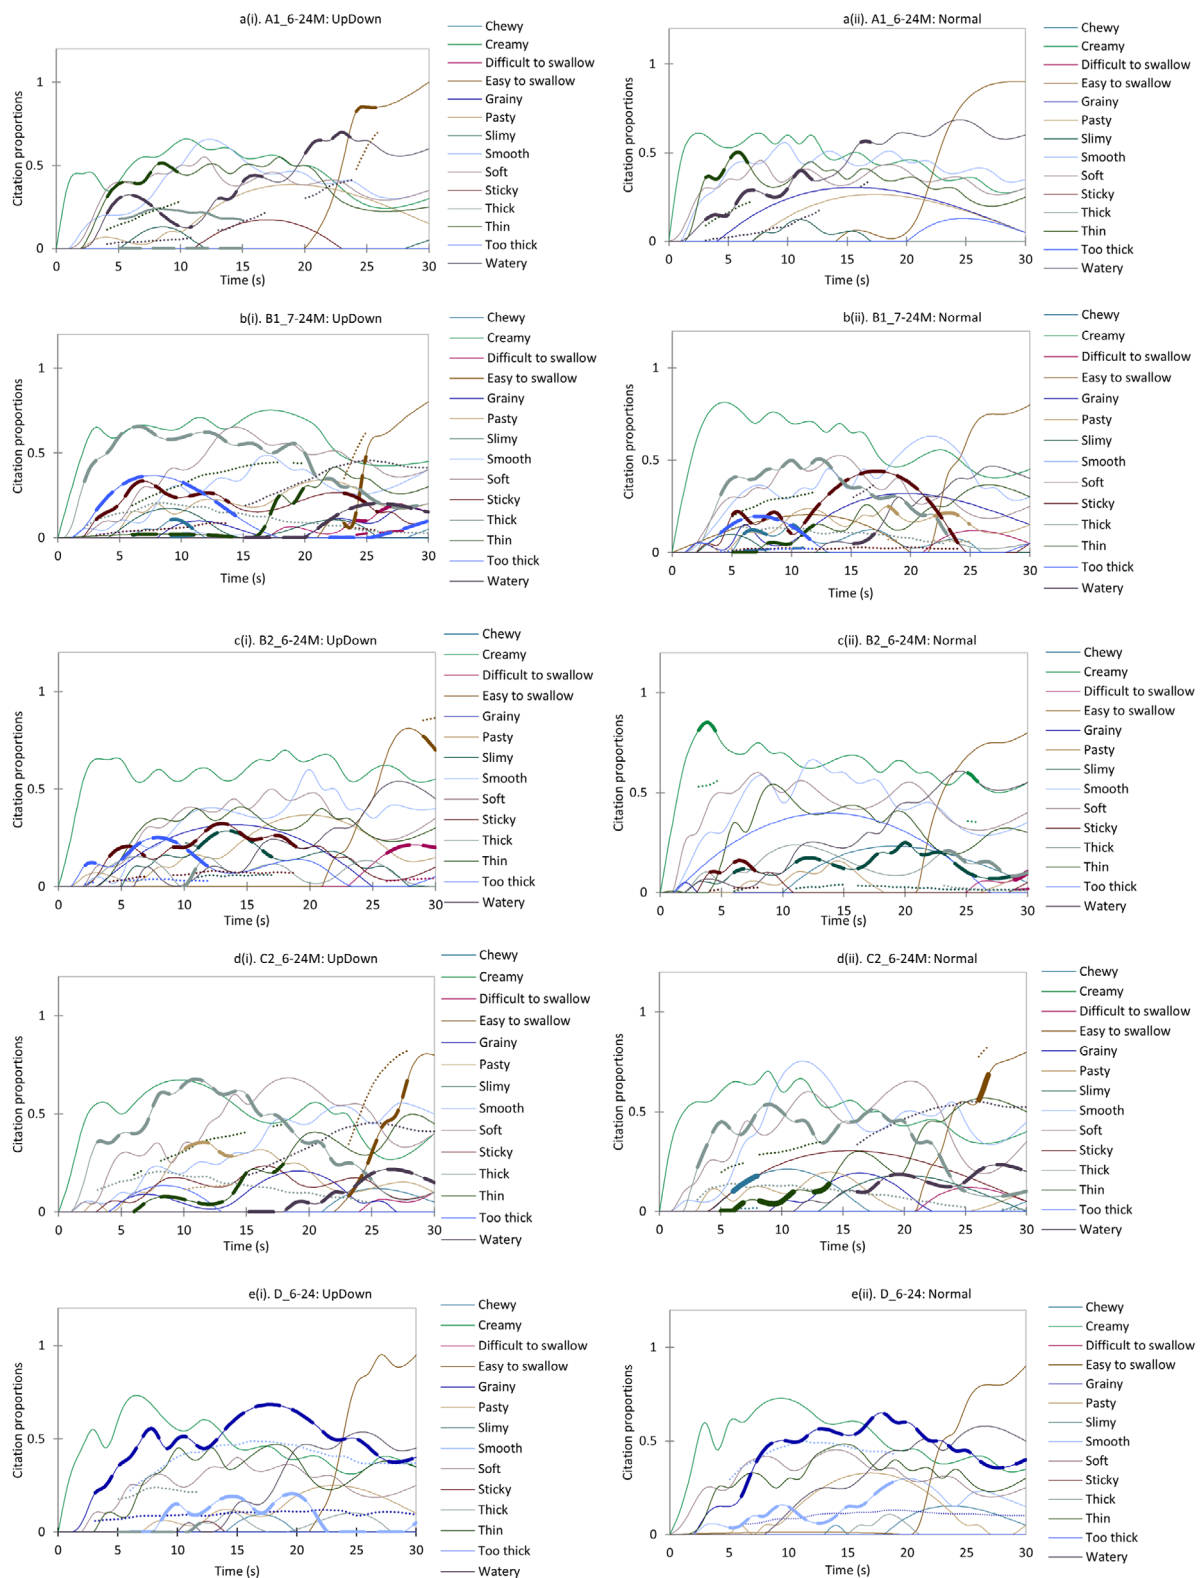 a(i). A1_6-24M: UpDown
Citation proportions
1
0.5
0
0
5
10
15
20
25
30
Time (s)
Chewy
Creamy
Difficult to swallow
Easy to swallow
Grainy
Pasty
Slimy
Smooth
Soft
Sticky
Thick
Thin
Too thick
Watery
a(ii). A1_6-24M: Normal
Citation proportions
1
0.5
0
0
5
10
15
20
25
30
Time (s)
Chewy
Creamy
Difficult to swallow
Easy to swallow
Grainy
Pasty
Slimy
Smooth
Soft
Sticky
Thick
Thin
Too thick
Watery
b(i). B1_7-24M: UpDown
Citation proportions
1
0.5
0
0
5
10
15
20
25
30
Time (s)
Chewy
Creamy
Difficult to swallow
Easy to swallow
Grainy
Pasty
Slimy
Smooth
Soft
Sticky
Thick
Thin
Too thick
Watery
b(ii). B1_7-24M: Normal
Citation proportions
1
0.5
0
0
5
10
15
20
25
30
Time (s)
Chewy
Creamy
Difficult to swallow
Easy to swallow
Grainy
Pasty
Slimy
Smooth
Soft
Sticky
Thick
Thin
Too thick
Watery
c(i). B2_6-24M: UpDown
Citation proportions
1
0.5
0
0
5
10
15
20
25
30
Time (s)
Chewy
Creamy
Difficult to swallow
Easy to swallow
Grainy
Pasty
Slimy
Smooth
Soft
Sticky
Thick
Thin
Too thick
Watery
c(ii). B2_6-24M: Normal
Citation proportions
1
0.5
0
0
5
10
15
20
25
30
Time (s)
Chewy
Creamy
Difficult to swallow
Easy to swallow
Grainy
Pasty
Slimy
Smooth
Soft
Sticky
Thick
Thin
Too thick
Watery
d(i). C2_6-24M: UpDown
Citation proportions
1
0.5
0
0
5
10
15
20
25
30
Time (s)
Chewy
Creamy
Difficult to swallow
Easy to swallow
Grainy
Pasty
Slimy
Smooth
Soft
Sticky
Thick
Thin
Too thick
Watery
d(ii). C2_6-24M: Normal
Citation proportions
1
0.5
0
0
5
10
15
20
25
30
Time (s)
Chewy
Creamy
Difficult to swallow
Easy to swallow
Grainy
Pasty
Slimy
Smooth
Soft
Sticky
Thick
Thin
Too thick
Watery
e(i). D_6-24: UpDown
Citation proportions
1
0.5
0
0
5
10
15
20
25
30
Time (s)
Chewy
Creamy
Difficult to swallow
Easy to swallow
Grainy
Pasty
Slimy
Smooth
Soft
Sticky
Thick
Thin
Too thick
Watery
e(ii). D_6-24: Normal
Citation proportions
1
0.5
0
0
5
10
15
20
25
30
Time (s)
Chewy
Creamy
Difficult to swallow
Easy to swallow
Grainy
Pasty
Slimy
Smooth
Soft
Sticky
Thick
Thin
Too thick
Watery